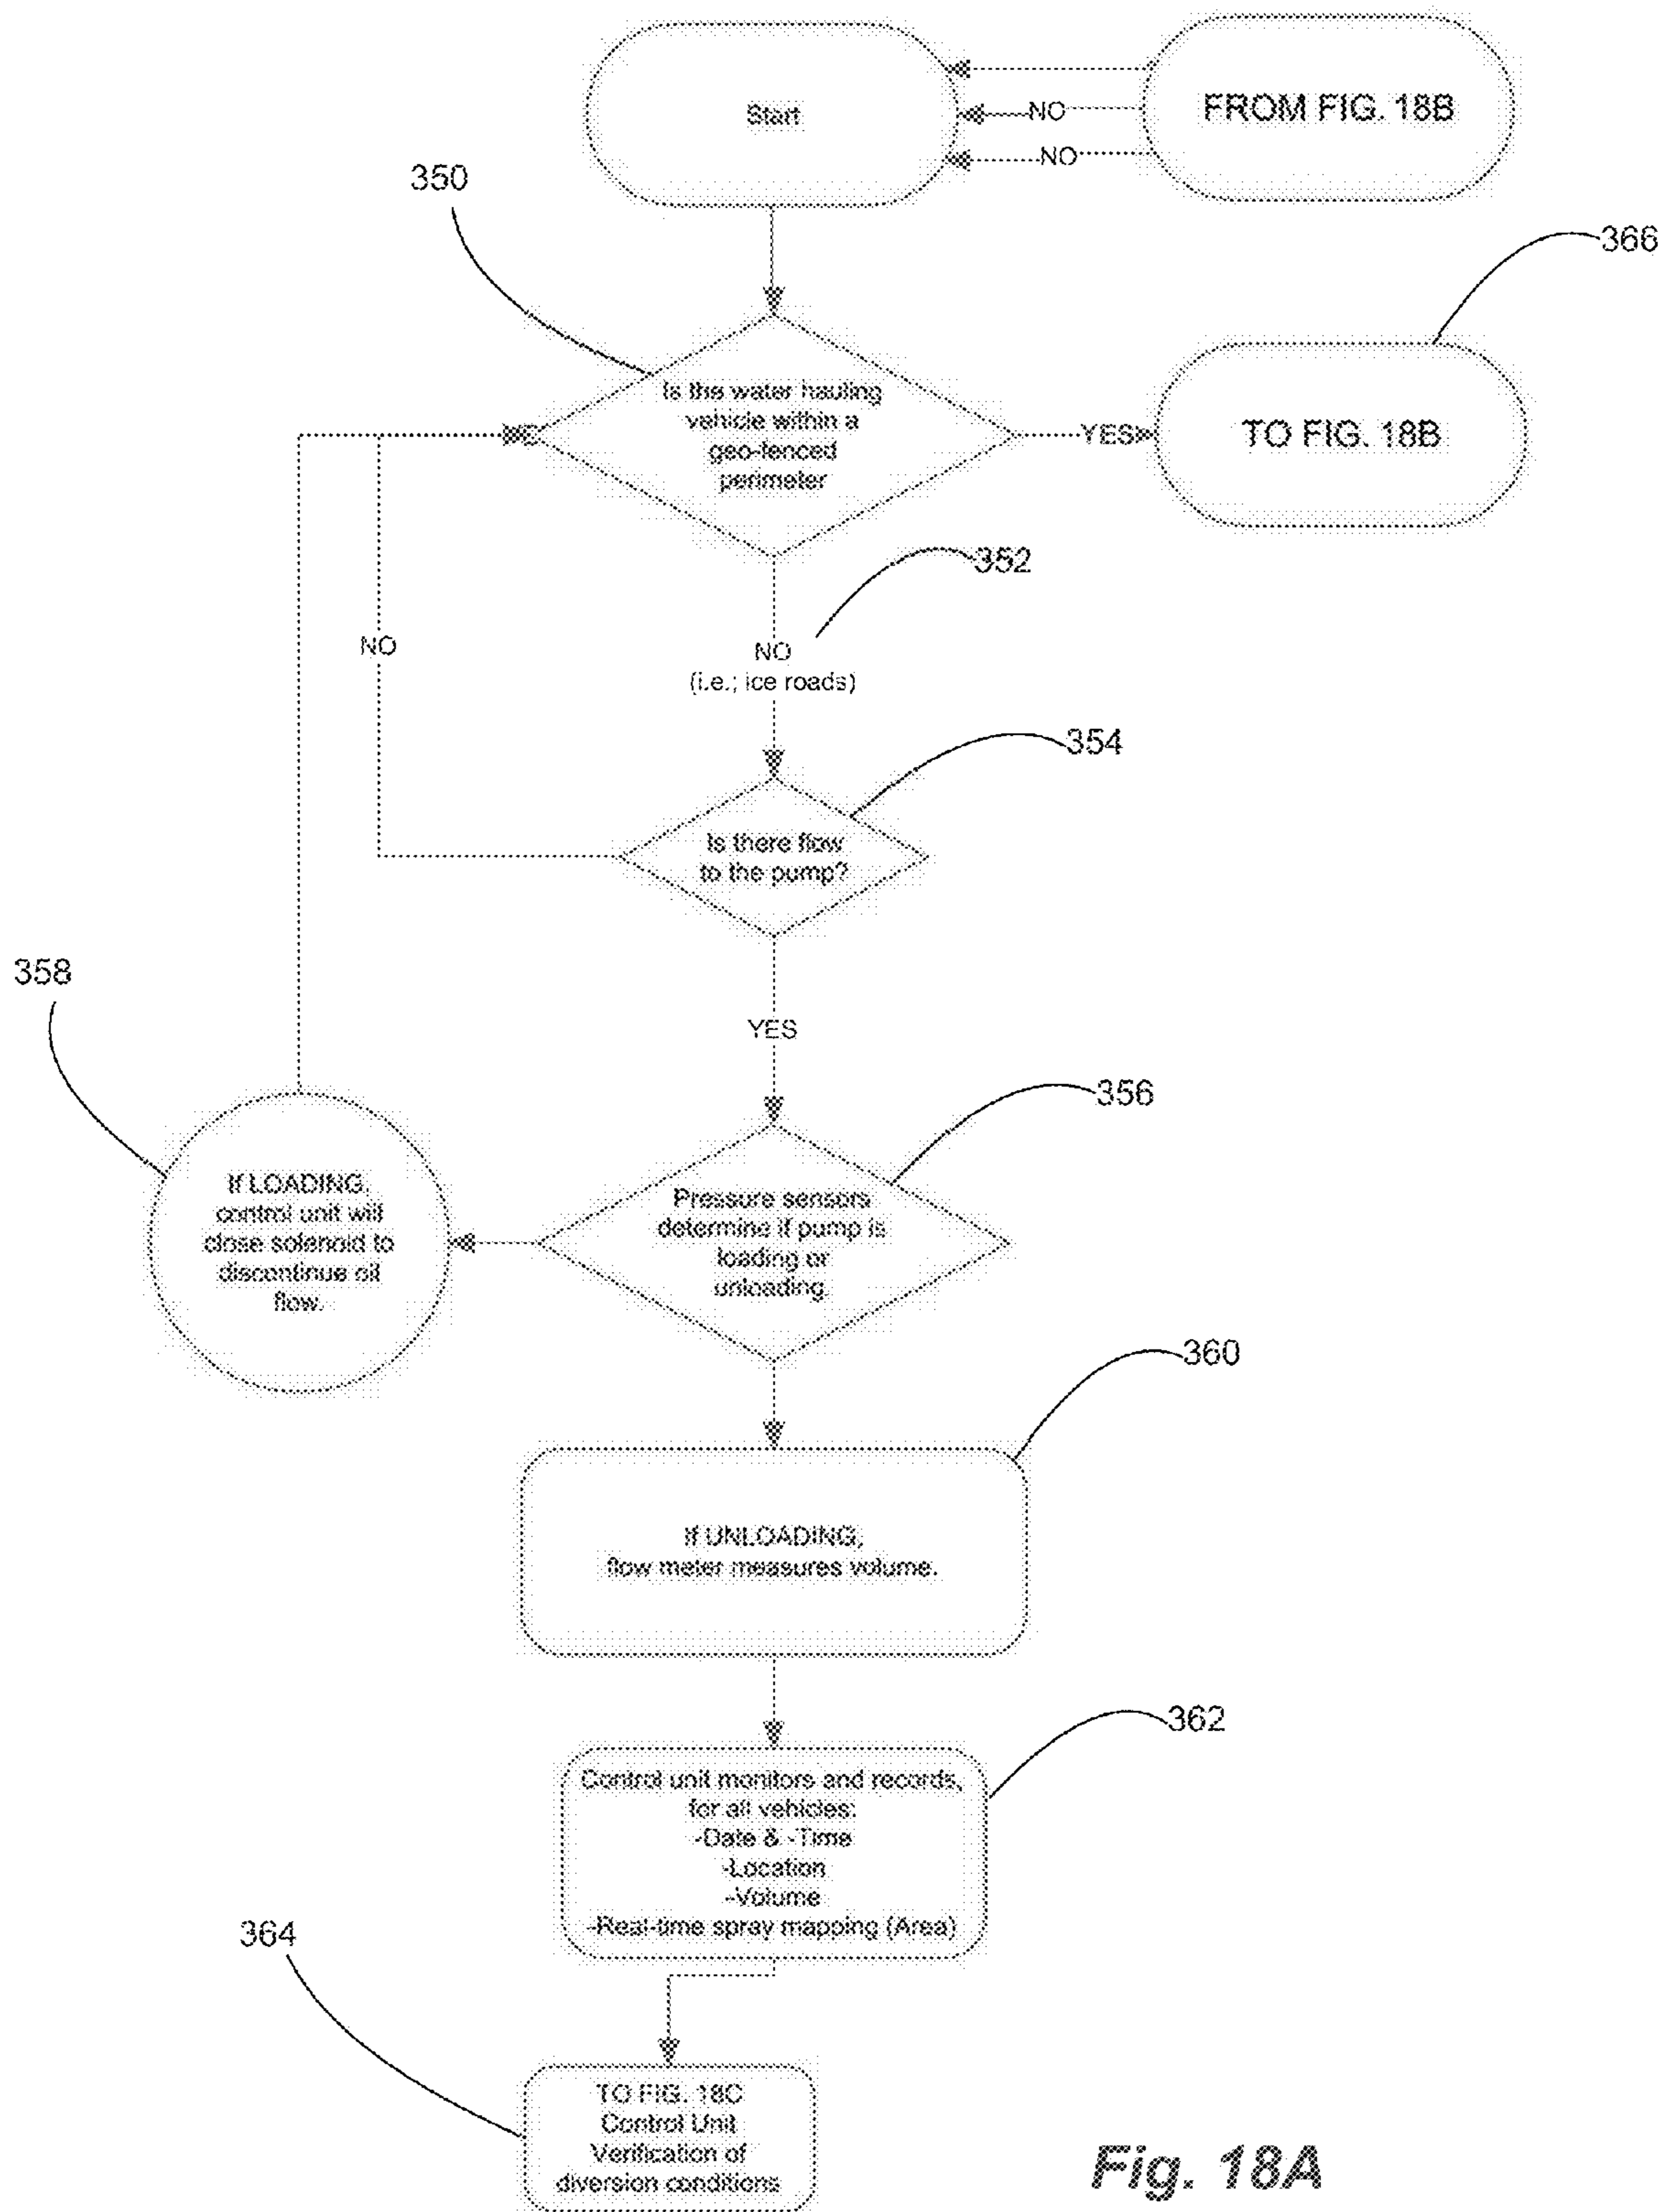 Start
FROM FIG. 18B
NO
NO
350
366
Is the water hauling
vehicle within a
geo-fenced
perimeter
YES
TO FIG. 18B
352
NO
NO
(i.e.; ice roads)
354
Is there flow
to the pump?
358
YES
356
If LOADING,
control unit will
close solenoid to
discontinue oil
flow.
Pressure sensors
determine if pump is
loading or
unloading.
360
If UNLOADING,
flow meter measures volume.
362
Control unit monitors and records,
for all vehicles:
-Date & -Time
-Location
-Volume
-Real-time spray mapping (Area)
364
TO FIG. 18C
Control Unit
Verification of
diversion conditions
Fig. 18A